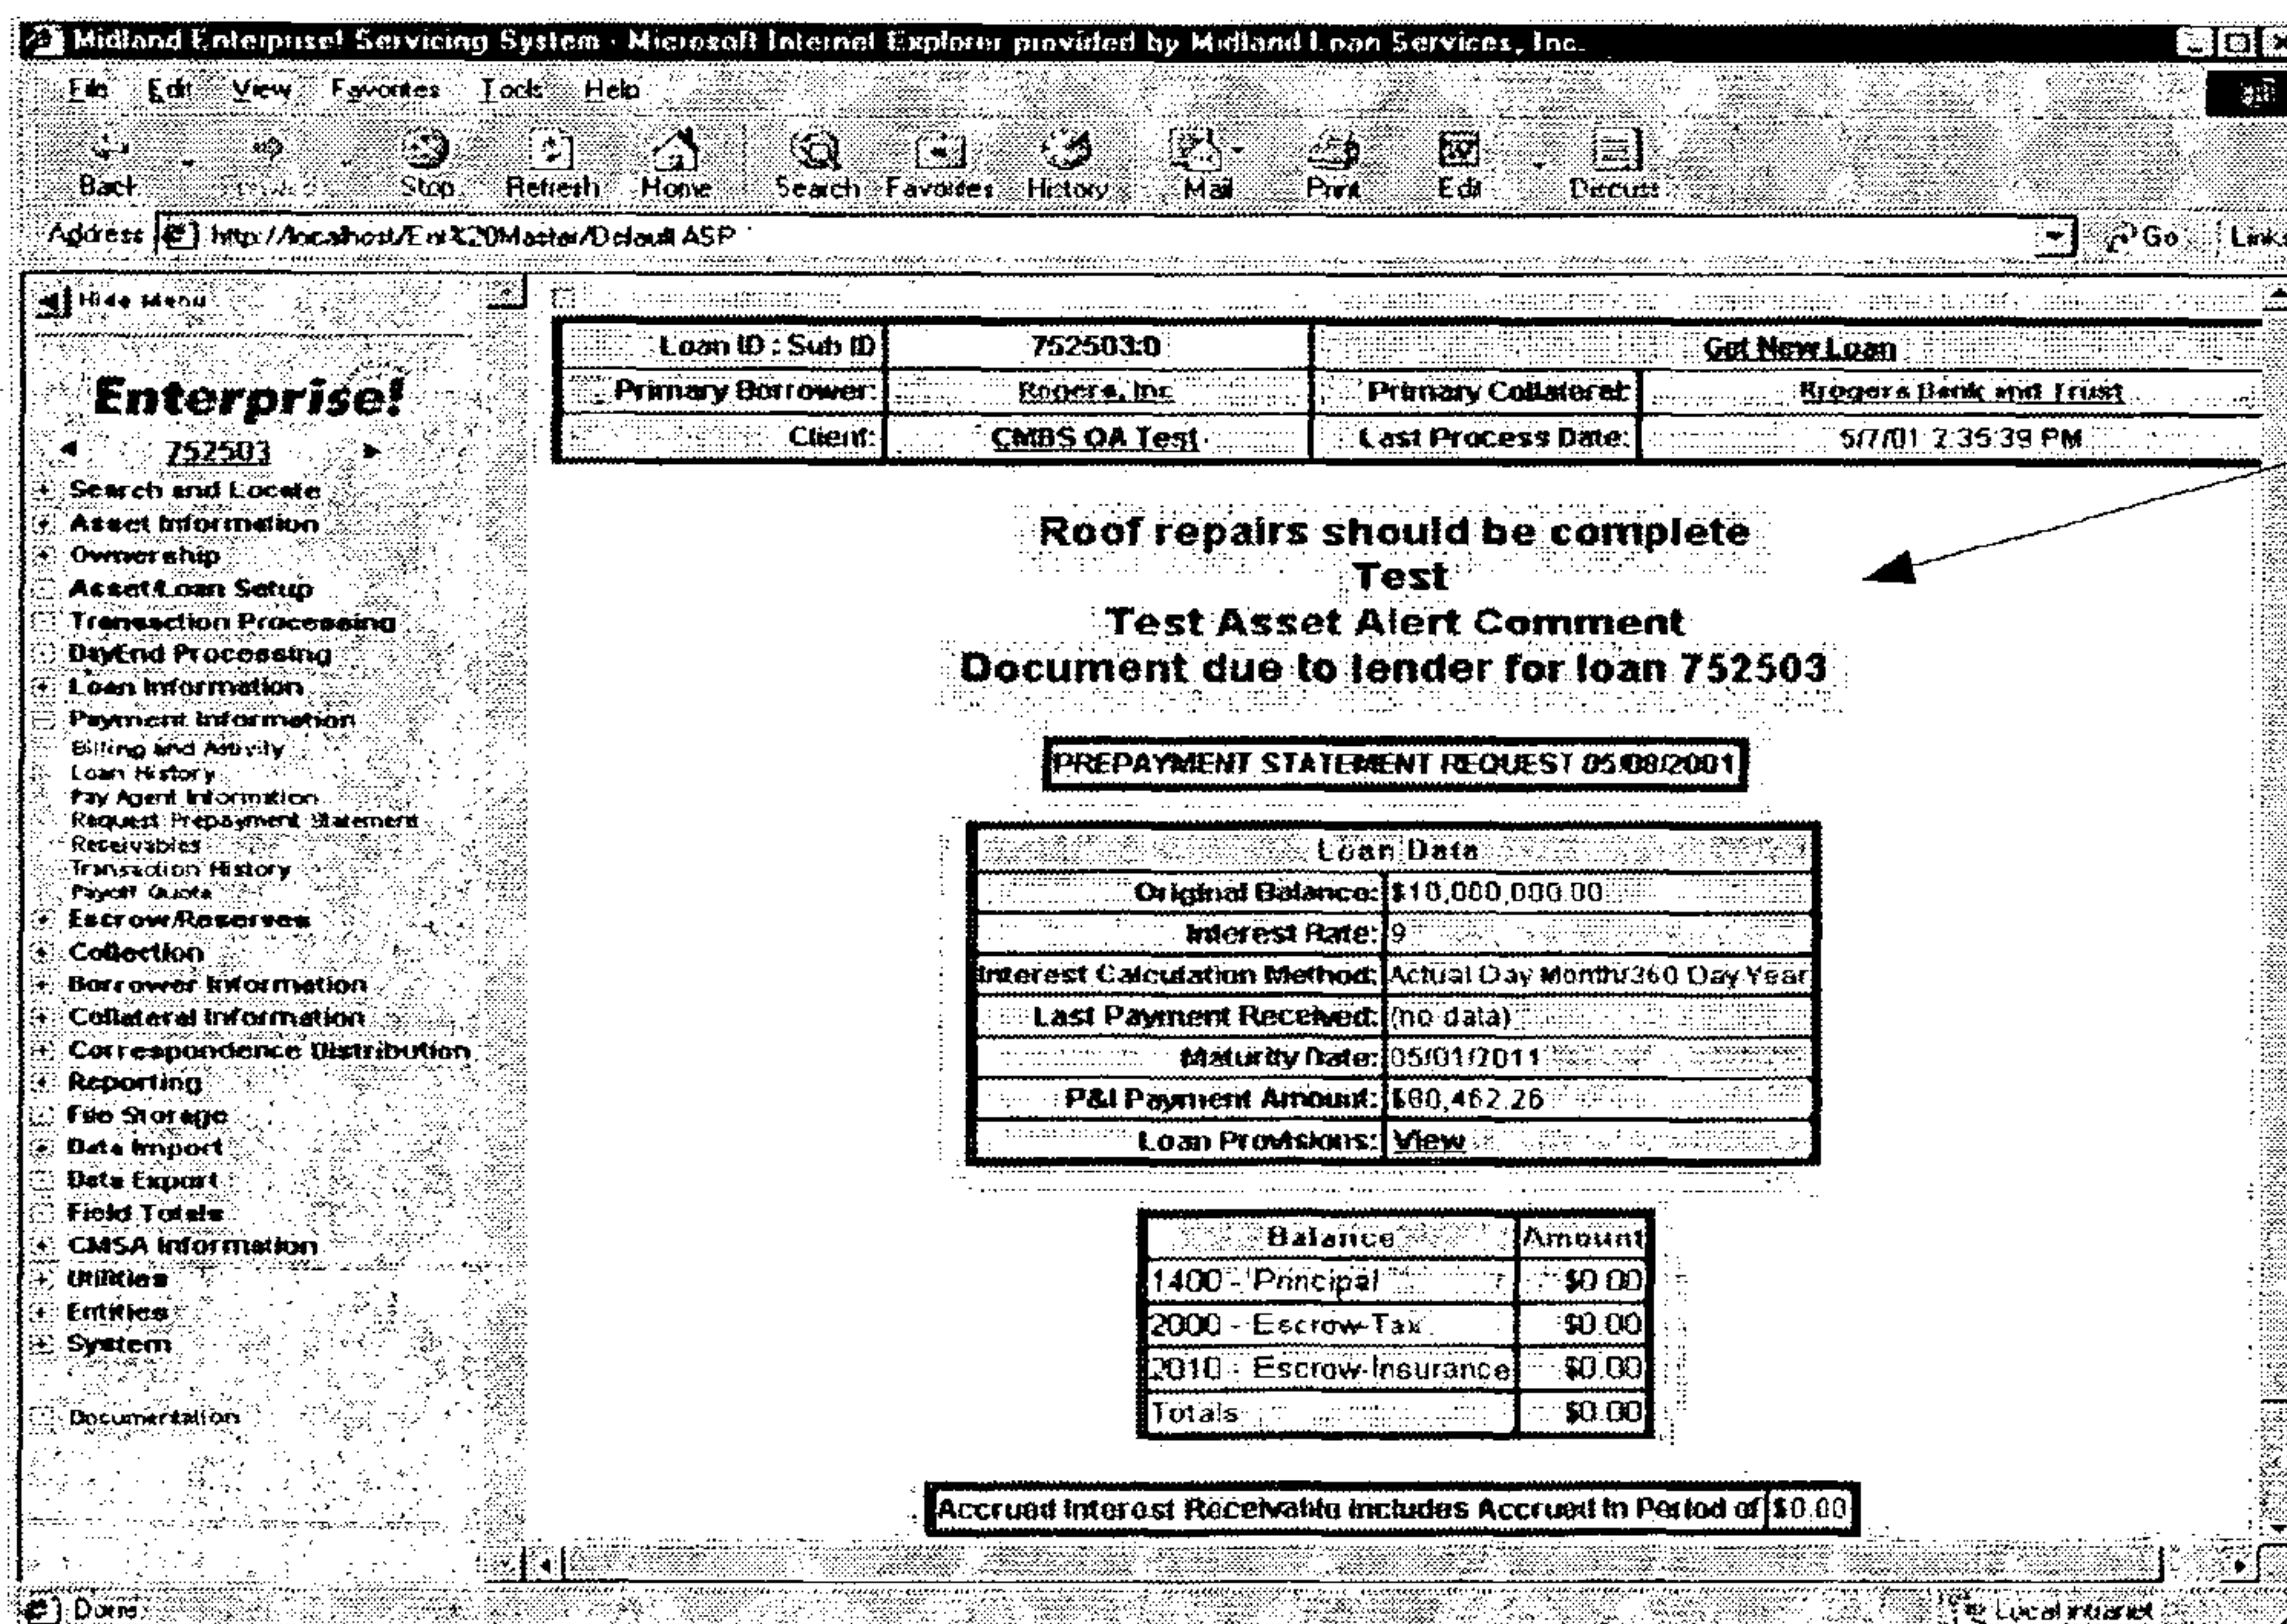 Midland Enterprise! Servicing System - Microsoft Internet Explorer provided by Midland Loan Services, Inc.
File Edit View Favorites Tools Help
Back Stop Refresh Home Search Favorites History Mail Print Edit Discuss
Address http://localhost/Ent%20Master/Default.ASP Go Links
Hide Menu
Enterprise!
752503
Search and Locate
Asset Information
Ownership
Asset/Loan Setup
Transaction Processing
DayEnd Processing
Loan Information
Payment Information
Billing and Activity
Loan History
Pay Agent Information
Request Prepayment Statement
Receivables
Transaction History
Payoff Quote
Escrow/Reserves
Collection
Borrower Information
Collateral Information
Correspondence Distribution
Reporting
File Storage
Data Import
Data Export
Field Totals
CMSA Information
Utilities
Entities
System
Documentation
Loan ID : Sub ID 752503:0 Get New Loan
Primary Borrower: Rogers, Inc Primary Collateral: Krogers Bank and Trust
Client: CMBS QA Test Last Process Date: 5/7/01 2:35:39 PM
Roof repairs should be complete
Test
Test Asset Alert Comment
Document due to lender for loan 752503
PREPAYMENT STATEMENT REQUEST 05/08/2001
Loan Data
Original Balance: $10,000,000.00
Interest Rate: 9
Interest Calculation Method: Actual Day Month/360 Day Year
Last Payment Received: (no data)
Maturity Date: 05/01/2011
P&I Payment Amount: $80,462.26
Loan Provisions: View
Balance Amount
1400 - Principal $0.00
2000 - Escrow-Tax $0.00
2010 - Escrow-Insurance $0.00
Totals $0.00
Accrued Interest Receivable includes Accrued In Period of $0.00
Done
Local intranet